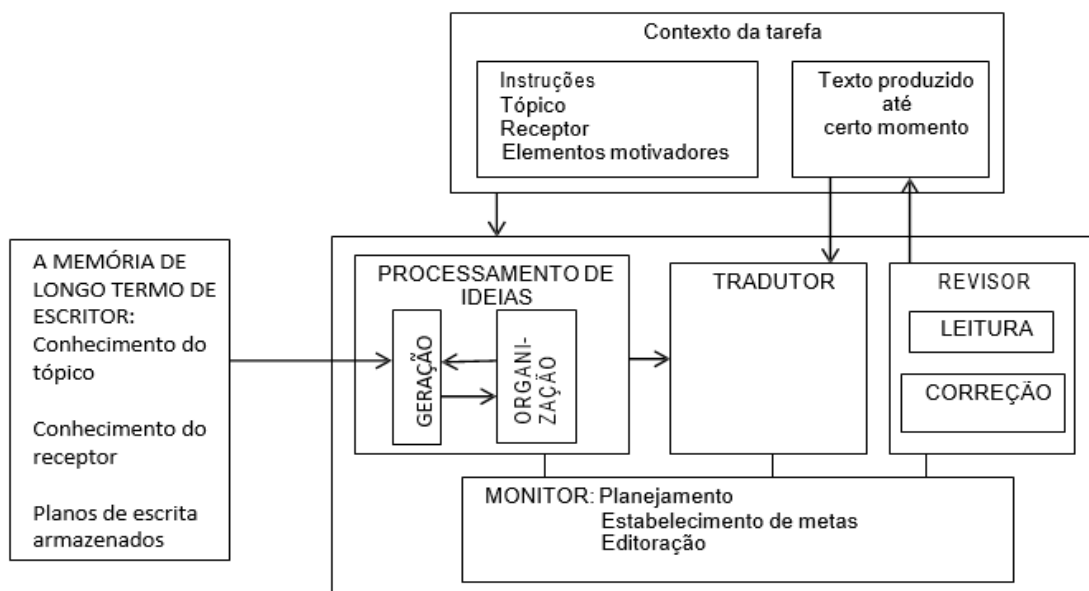 Contexto da tarefa
Instruções
Tópico
Receptor
Elementos motivadores
Texto produzido
até
certo momento
A MEMÓRIA DE
LONGO TERMO DE
ESCRITOR:
Conhecimento do
tópico
Conhecimento do
receptor
Planos de escrita
armazenados
PROCESSAMENTO DE
IDEIAS
GERAÇÃO
ORGANI-
ZAÇÃO
TRADUTOR
REVISOR
LEITURA
CORREÇÃO
MONITOR: Planejamento
Estabelecimento de metas
Editoração